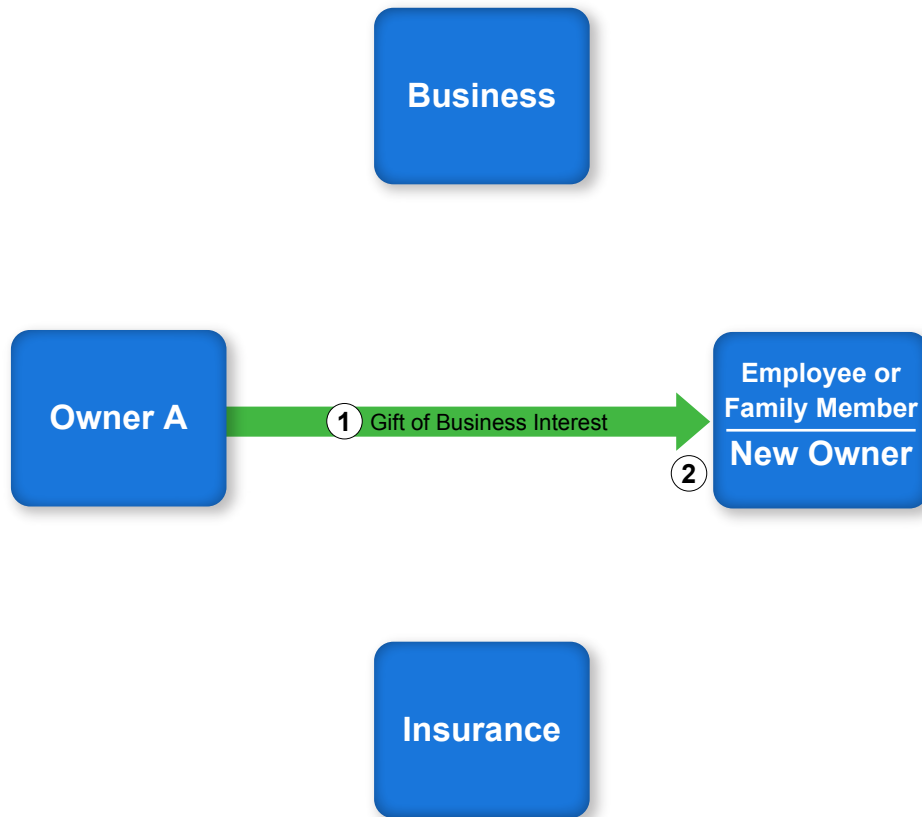 Business
Owner A
1 Gift of Business Interest
Employee or
Family Member
New Owner
2
Insurance